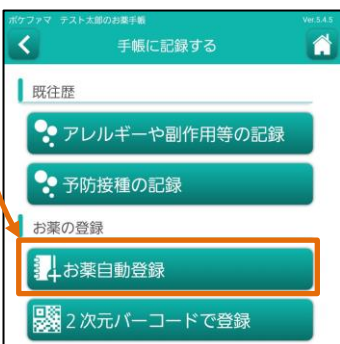 ポケファマ テスト太郎のお薬手帳 Ver.5.4.5
手帳に記録する
既往歴
アレルギーや副作用等の記録
予防接種の記録
お薬の登録
お薬自動登録
2次元バーコードで登録